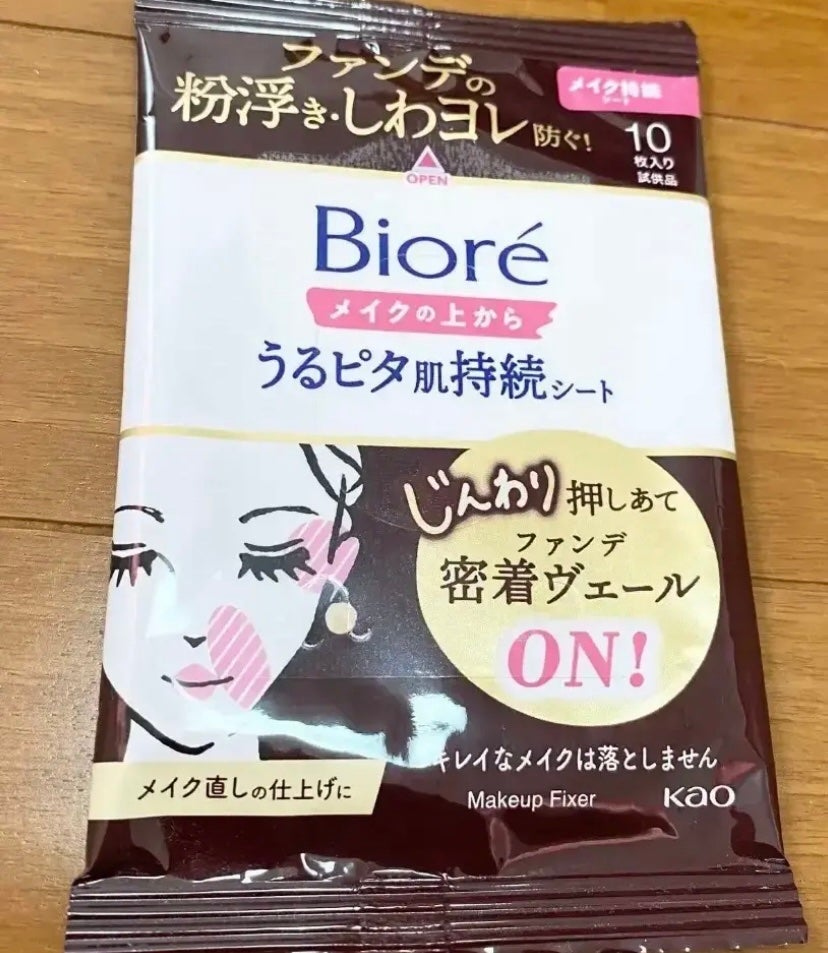 ファンデの
粉浮き・しわヨレ防ぐ!
メイク持続
シート
10
枚入り
試供品
OPEN
Bioré
メイクの上から
うるピタ肌持続シート
じんわり押しあて
ファンデ
密着ヴェール
ON!
キレイなメイクは落としません
メイク直しの仕上げに
Makeup Fixer
Kao